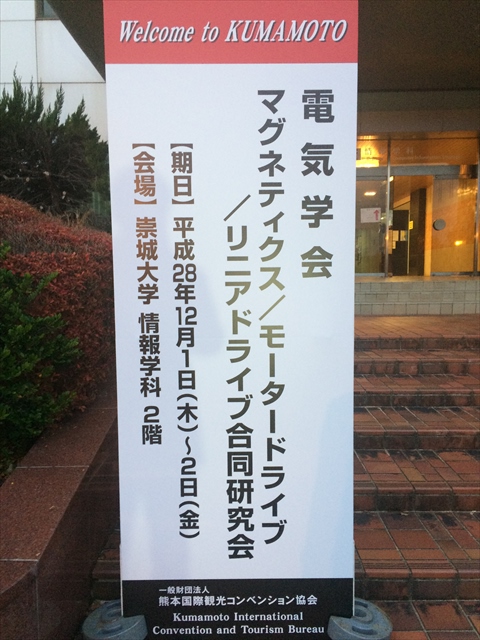 Welcome to KUMAMOTO
電気学会
マグネティクス／モータードライブ
／リニアドライブ合同研究会
【期日】平成28年12月1日(木)～2日(金)
【会場】崇城大学 情報学科 2階
一般財団法人
熊本国際観光コンベンション協会
Kumamoto International
Convention and Tourism Bureau